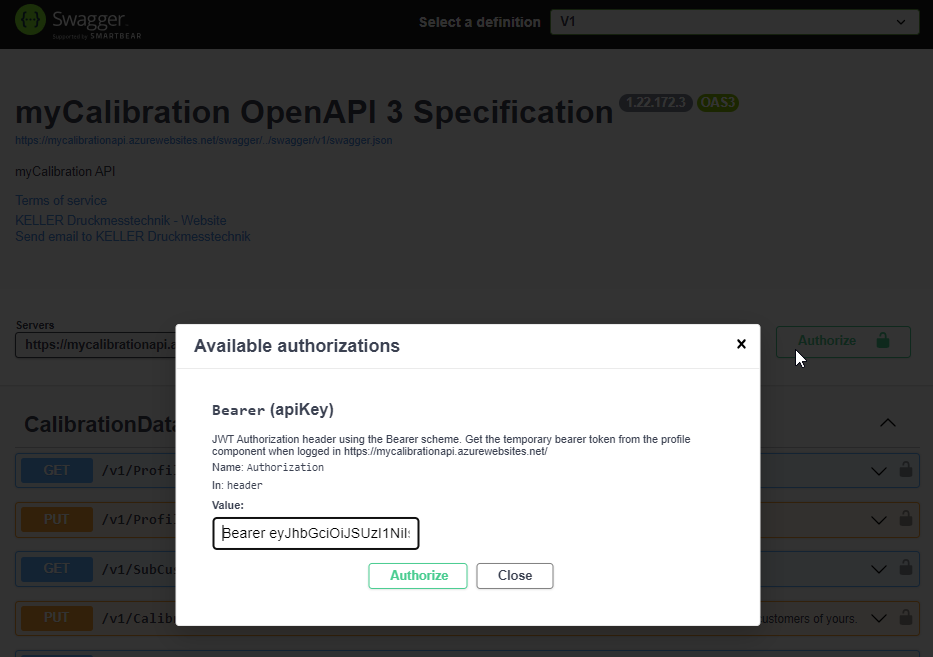 Swagger.
Supported by SMARTBEAR
Select a definition
V1
myCalibration OpenAPI 3 Specification
1.22.172.3
OAS3
https://mycalibrationapi.azurewebsites.net/swagger/../swagger/v1/swagger.json
myCalibration API
Terms of service
KELLER Druckmesstechnik - Website
Send email to KELLER Druckmesstechnik
Servers
https://mycalibrationapi.a
Authorize
Available authorizations
×
Bearer (apiKey)
JWT Authorization header using the Bearer scheme. Get the temporary bearer token from the profile
component when logged in https://mycalibrationapi.azurewebsites.net/
Name: Authorization
In: header
Value:
Bearer eyJhbGciOiJSUzI1NiIs
Authorize
Close
CalibrationData
GET /v1/Profil
PUT /v1/Profil
GET /v1/SubCus
PUT /v1/Calib
ustomers of yours.